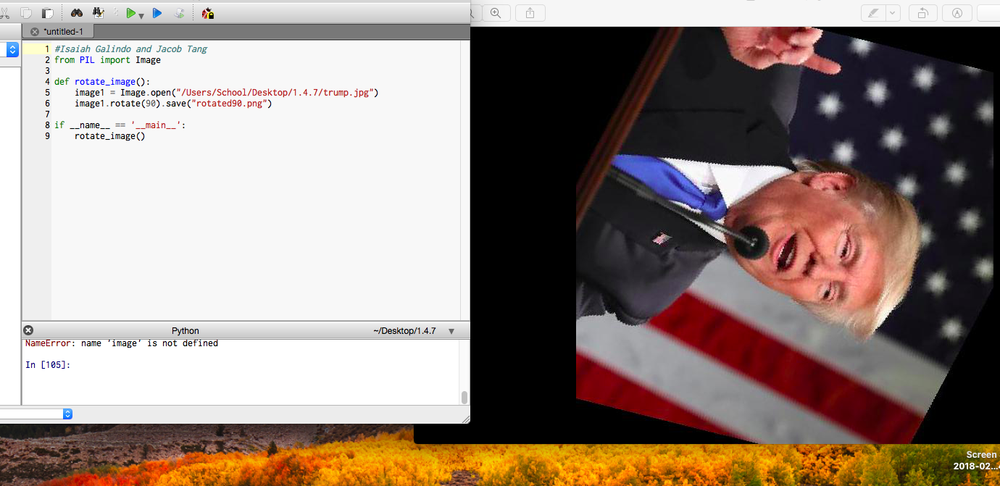 *untitled-1
1 #Isaiah Galindo and Jacob Tang
2 from PIL import Image
3
4 def rotate_image():
5     image1 = Image.open("/Users/School/Desktop/1.4.7/trump.jpg")
6     image1.rotate(90).save("rotated90.png")
7
8 if __name__ == '__main__':
9     rotate_image()
Python ~/Desktop/1.4.7
NameError: name 'image' is not defined
In [105]:
Screen
2018-02...